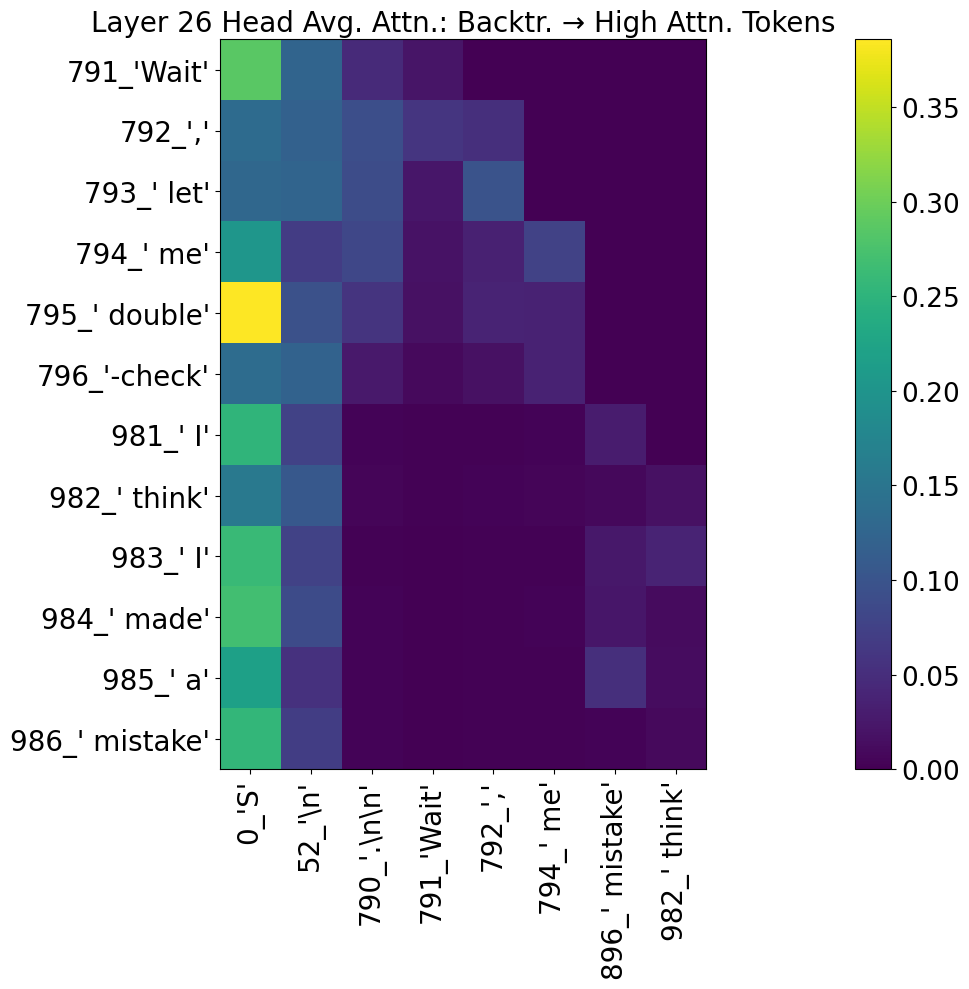 Layer 26 Head Avg. Attn.: Backtr. → High Attn. Tokens
791_'Wait'
792_','
793_' let'
794_' me'
795_' double'
796_'-check'
981_' I'
982_' think'
983_' I'
984_' made'
985_' a'
986_' mistake'
0_'S'
52_'\n'
790_'.\n\n'
791_'Wait'
792_','
794_' me'
896_' mistake'
982_' think'
0.35
0.30
0.25
0.20
0.15
0.10
0.05
0.00